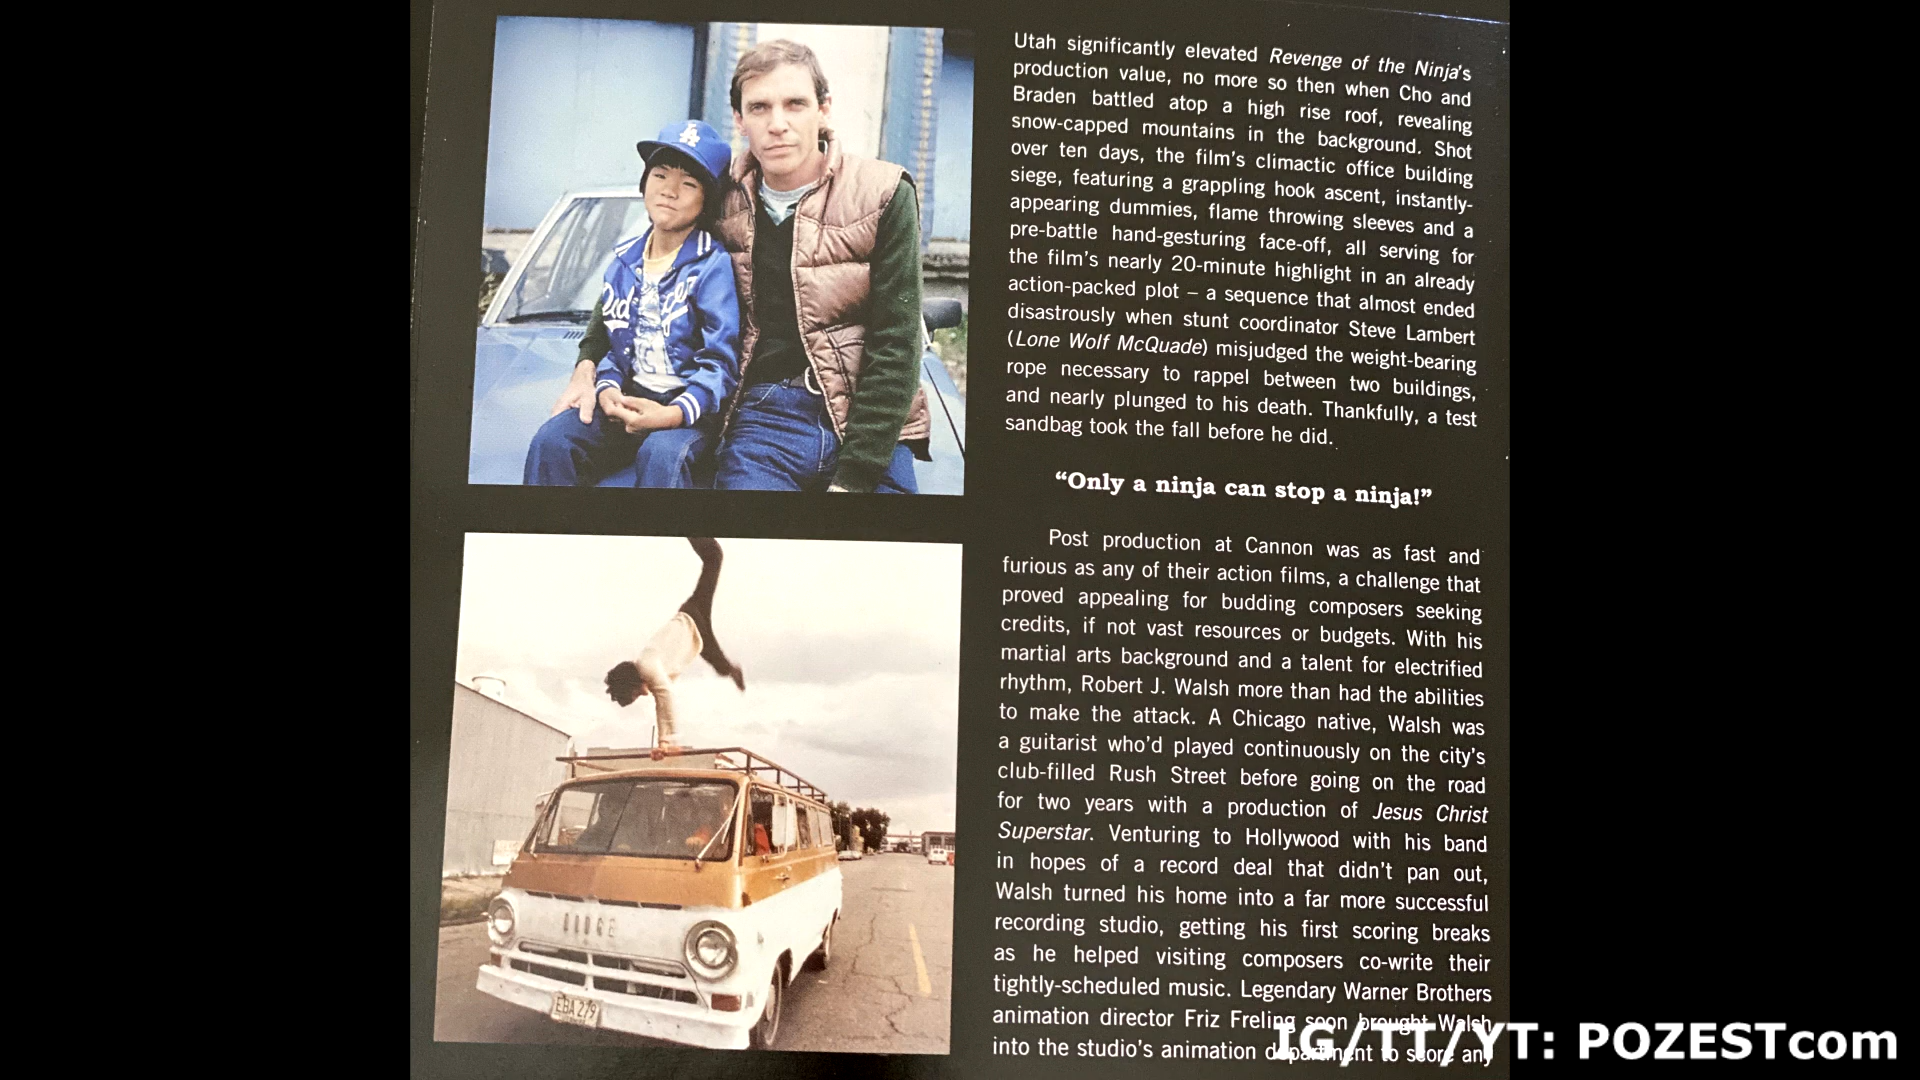 Utah significantly elevated Revenge of the Ninja's
production value, no more so then when Cho and
Braden battled atop a high rise roof, revealing
snow-capped mountains in the background. Shot
over ten days, the film's climactic office building
siege, featuring a grappling hook ascent, instantly-
appearing dummies, flame throwing sleeves and a
pre-battle hand-gesturing face-off, all serving for
the film's nearly 20-minute highlight in an already
action-packed plot – a sequence that almost ended
disastrously when stunt coordinator Steve Lambert
(Lone Wolf McQuade) misjudged the weight-bearing
rope necessary to rappel between two buildings,
and nearly plunged to his death. Thankfully, a test
sandbag took the fall before he did.
“Only a ninja can stop a ninja!”
Post production at Cannon was as fast and
furious as any of their action films, a challenge that
proved appealing for budding composers seeking
credits, if not vast resources or budgets. With his
martial arts background and a talent for electrified
rhythm, Robert J. Walsh more than had the abilities
to make the attack. A Chicago native, Walsh was
a guitarist who'd played continuously on the city's
club-filled Rush Street before going on the road
for two years with a production of Jesus Christ
Superstar. Venturing to Hollywood with his band
in hopes of a record deal that didn't pan out,
Walsh turned his home into a far more successful
recording studio, getting his first scoring breaks
as he helped visiting composers co-write their
tightly-scheduled music. Legendary Warner Brothers
animation director Friz Freling soon brought Walsh
into the studio's animation department to score any
LA
DODGE
EBA 279
IG/TT/YT: POZESTcom